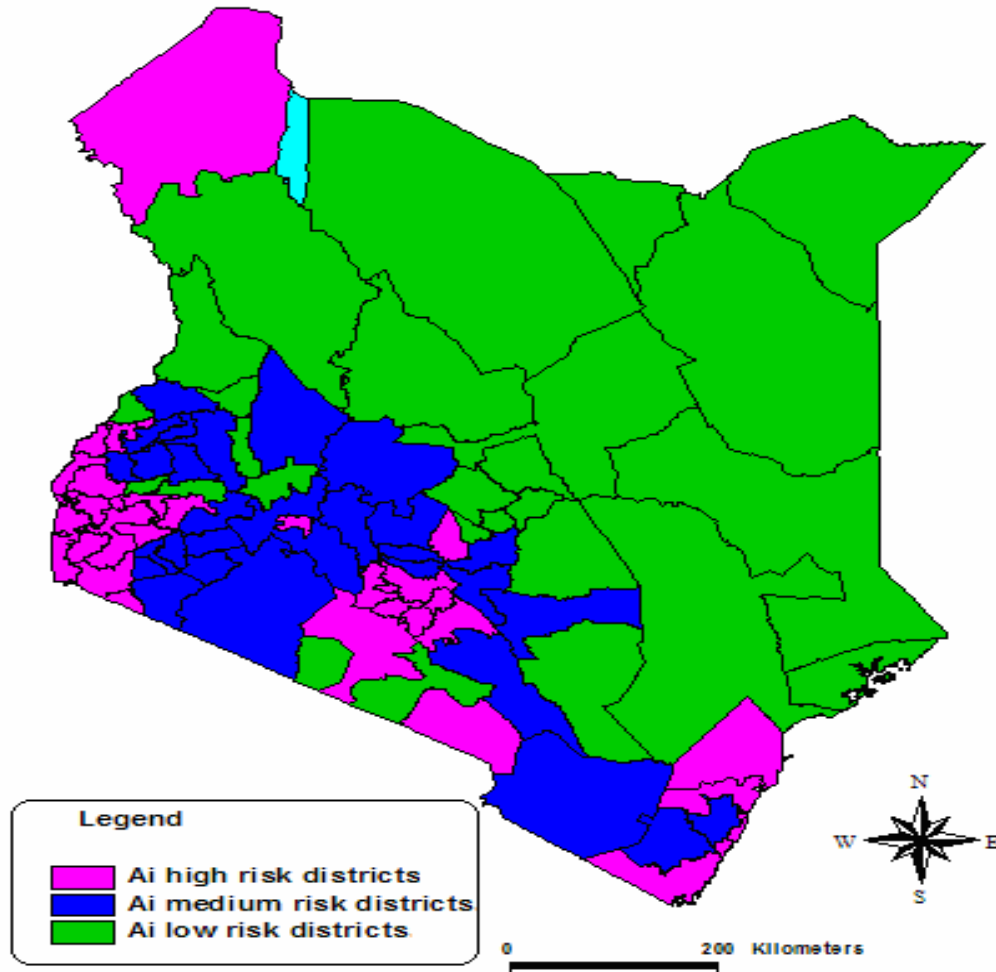 N
W E
S
Legend
Ai high risk districts
Ai medium risk districts
Ai low risk districts
0 200 Kilometers